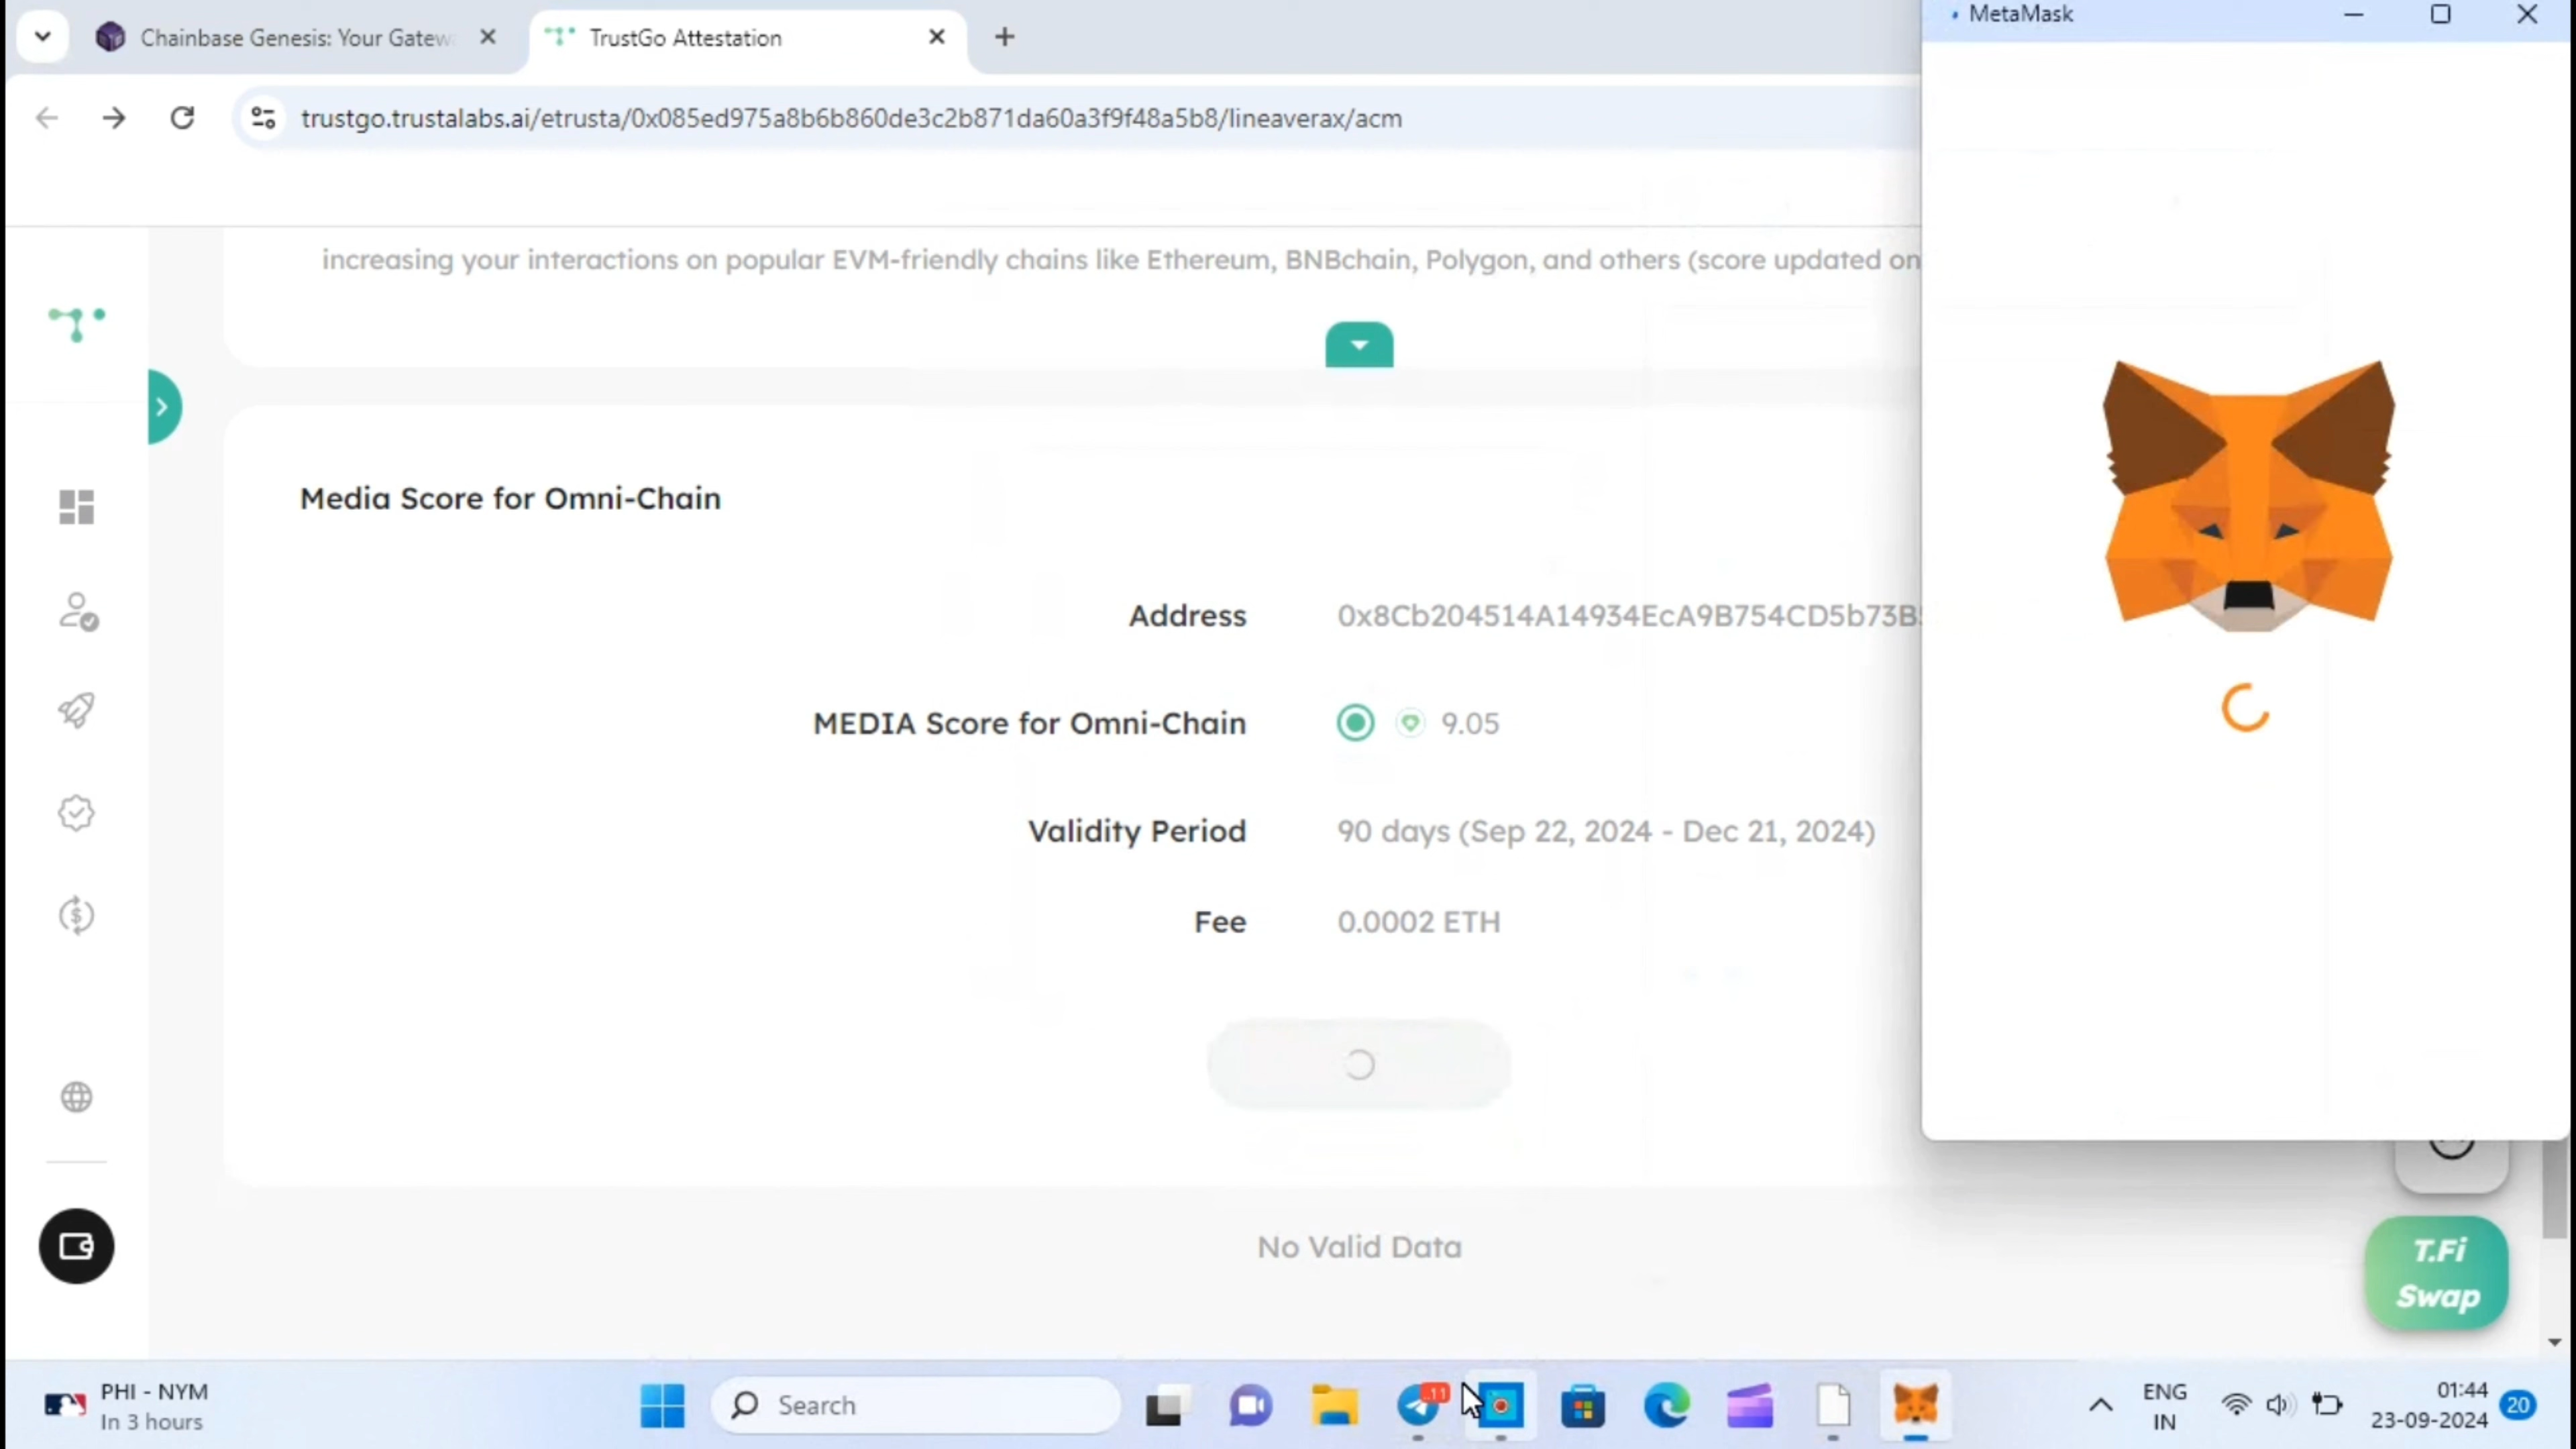 Chainbase Genesis: Your Gatew
TrustGo Attestation
MetaMask
trustgo.trustalabs.ai/etrusta/0x085ed975a8b6b860de3c2b871da60a3f9f48a5b8/lineaverax/acm
increasing your interactions on popular EVM-friendly chains like Ethereum, BNBchain, Polygon, and others (score updated on
Media Score for Omni-Chain
Address 0x8Cb204514A14934EcA9B754CD5b73B
MEDIA Score for Omni-Chain 9.05
Validity Period 90 days (Sep 22, 2024 - Dec 21, 2024)
Fee 0.0002 ETH
No Valid Data
T.Fi
Swap
PHI - NYM
In 3 hours
Search
11
ENG
IN
01:44
23-09-2024
20